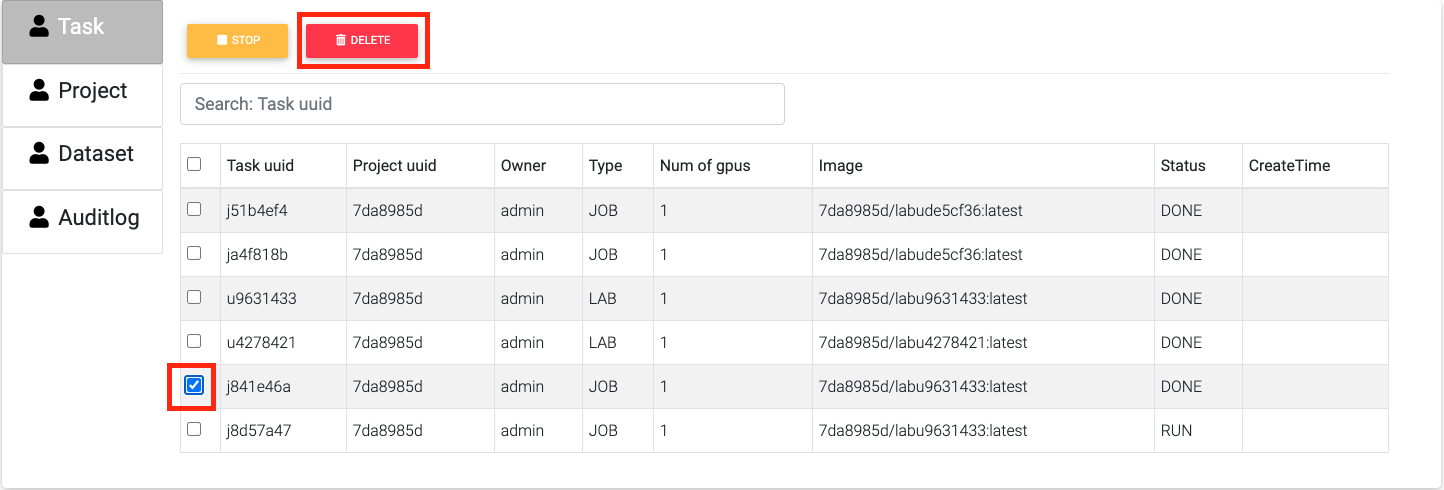 Task
Project
Dataset
Auditlog
STOP DELETE
Search: Task uuid
Task uuid Project uuid Owner Type Num of gpus Image Status CreateTime
j51b4ef4 7da8985d admin JOB 1 7da8985d/labude5cf36:latest DONE
ja4f818b 7da8985d admin JOB 1 7da8985d/labude5cf36:latest DONE
u9631433 7da8985d admin LAB 1 7da8985d/labu9631433:latest DONE
u4278421 7da8985d admin LAB 1 7da8985d/labu4278421:latest DONE
j841e46a 7da8985d admin JOB 1 7da8985d/labu9631433:latest DONE
j8d57a47 7da8985d admin JOB 1 7da8985d/labu9631433:latest RUN